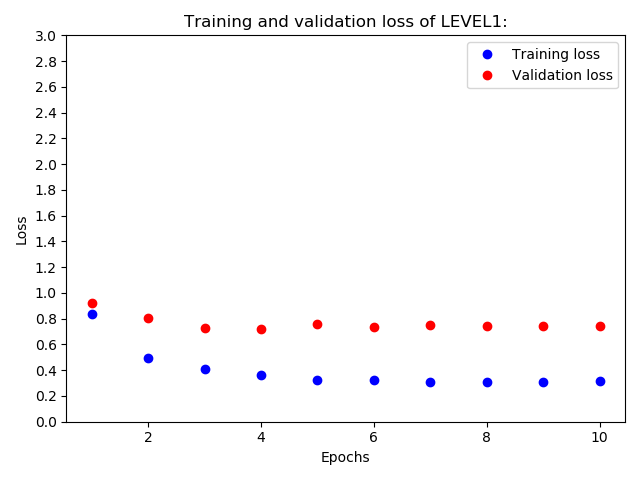 Training and validation loss of LEVEL1:
Training loss
Validation loss
3.0
2.8
2.6
2.4
2.2
2.0
1.8
1.6
1.4
1.2
1.0
0.8
0.6
0.4
0.2
0.0
Loss
2 4 6 8 10
Epochs